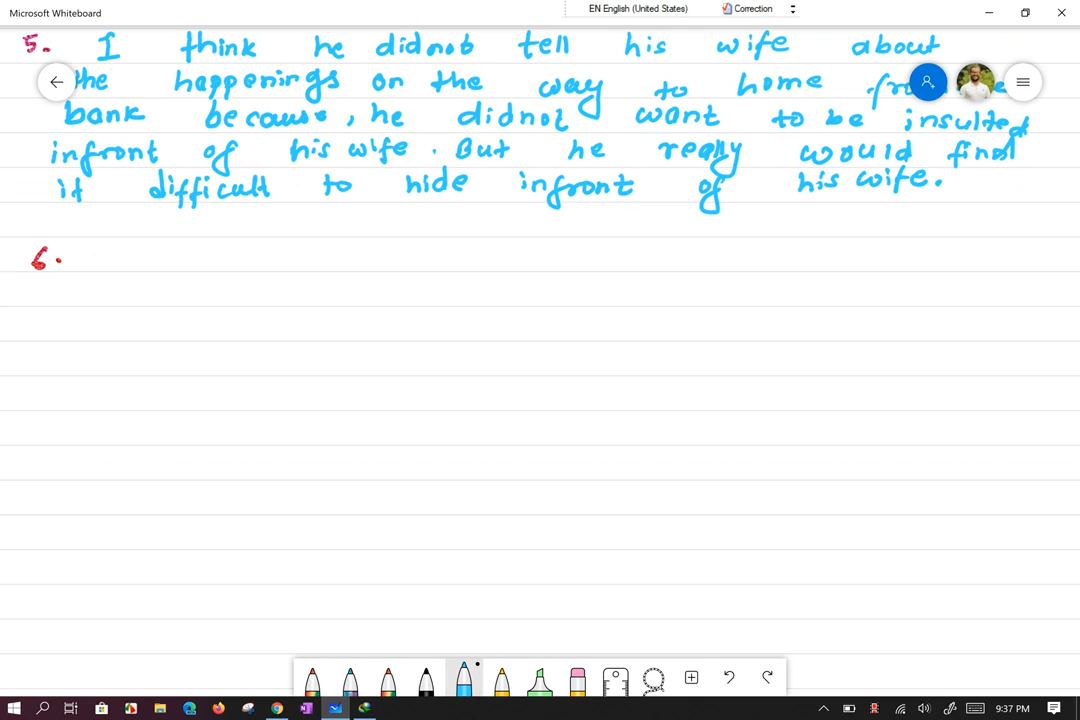 Microsoft Whiteboard
EN English (United States)
Correction
5. I think he didnot tell his wife about
the happenings on the way to home
bank because, he didnot want to be insulted
infront of his wife. But he really would find
it difficult to hide infront of his wife.
6.
9:37 PM